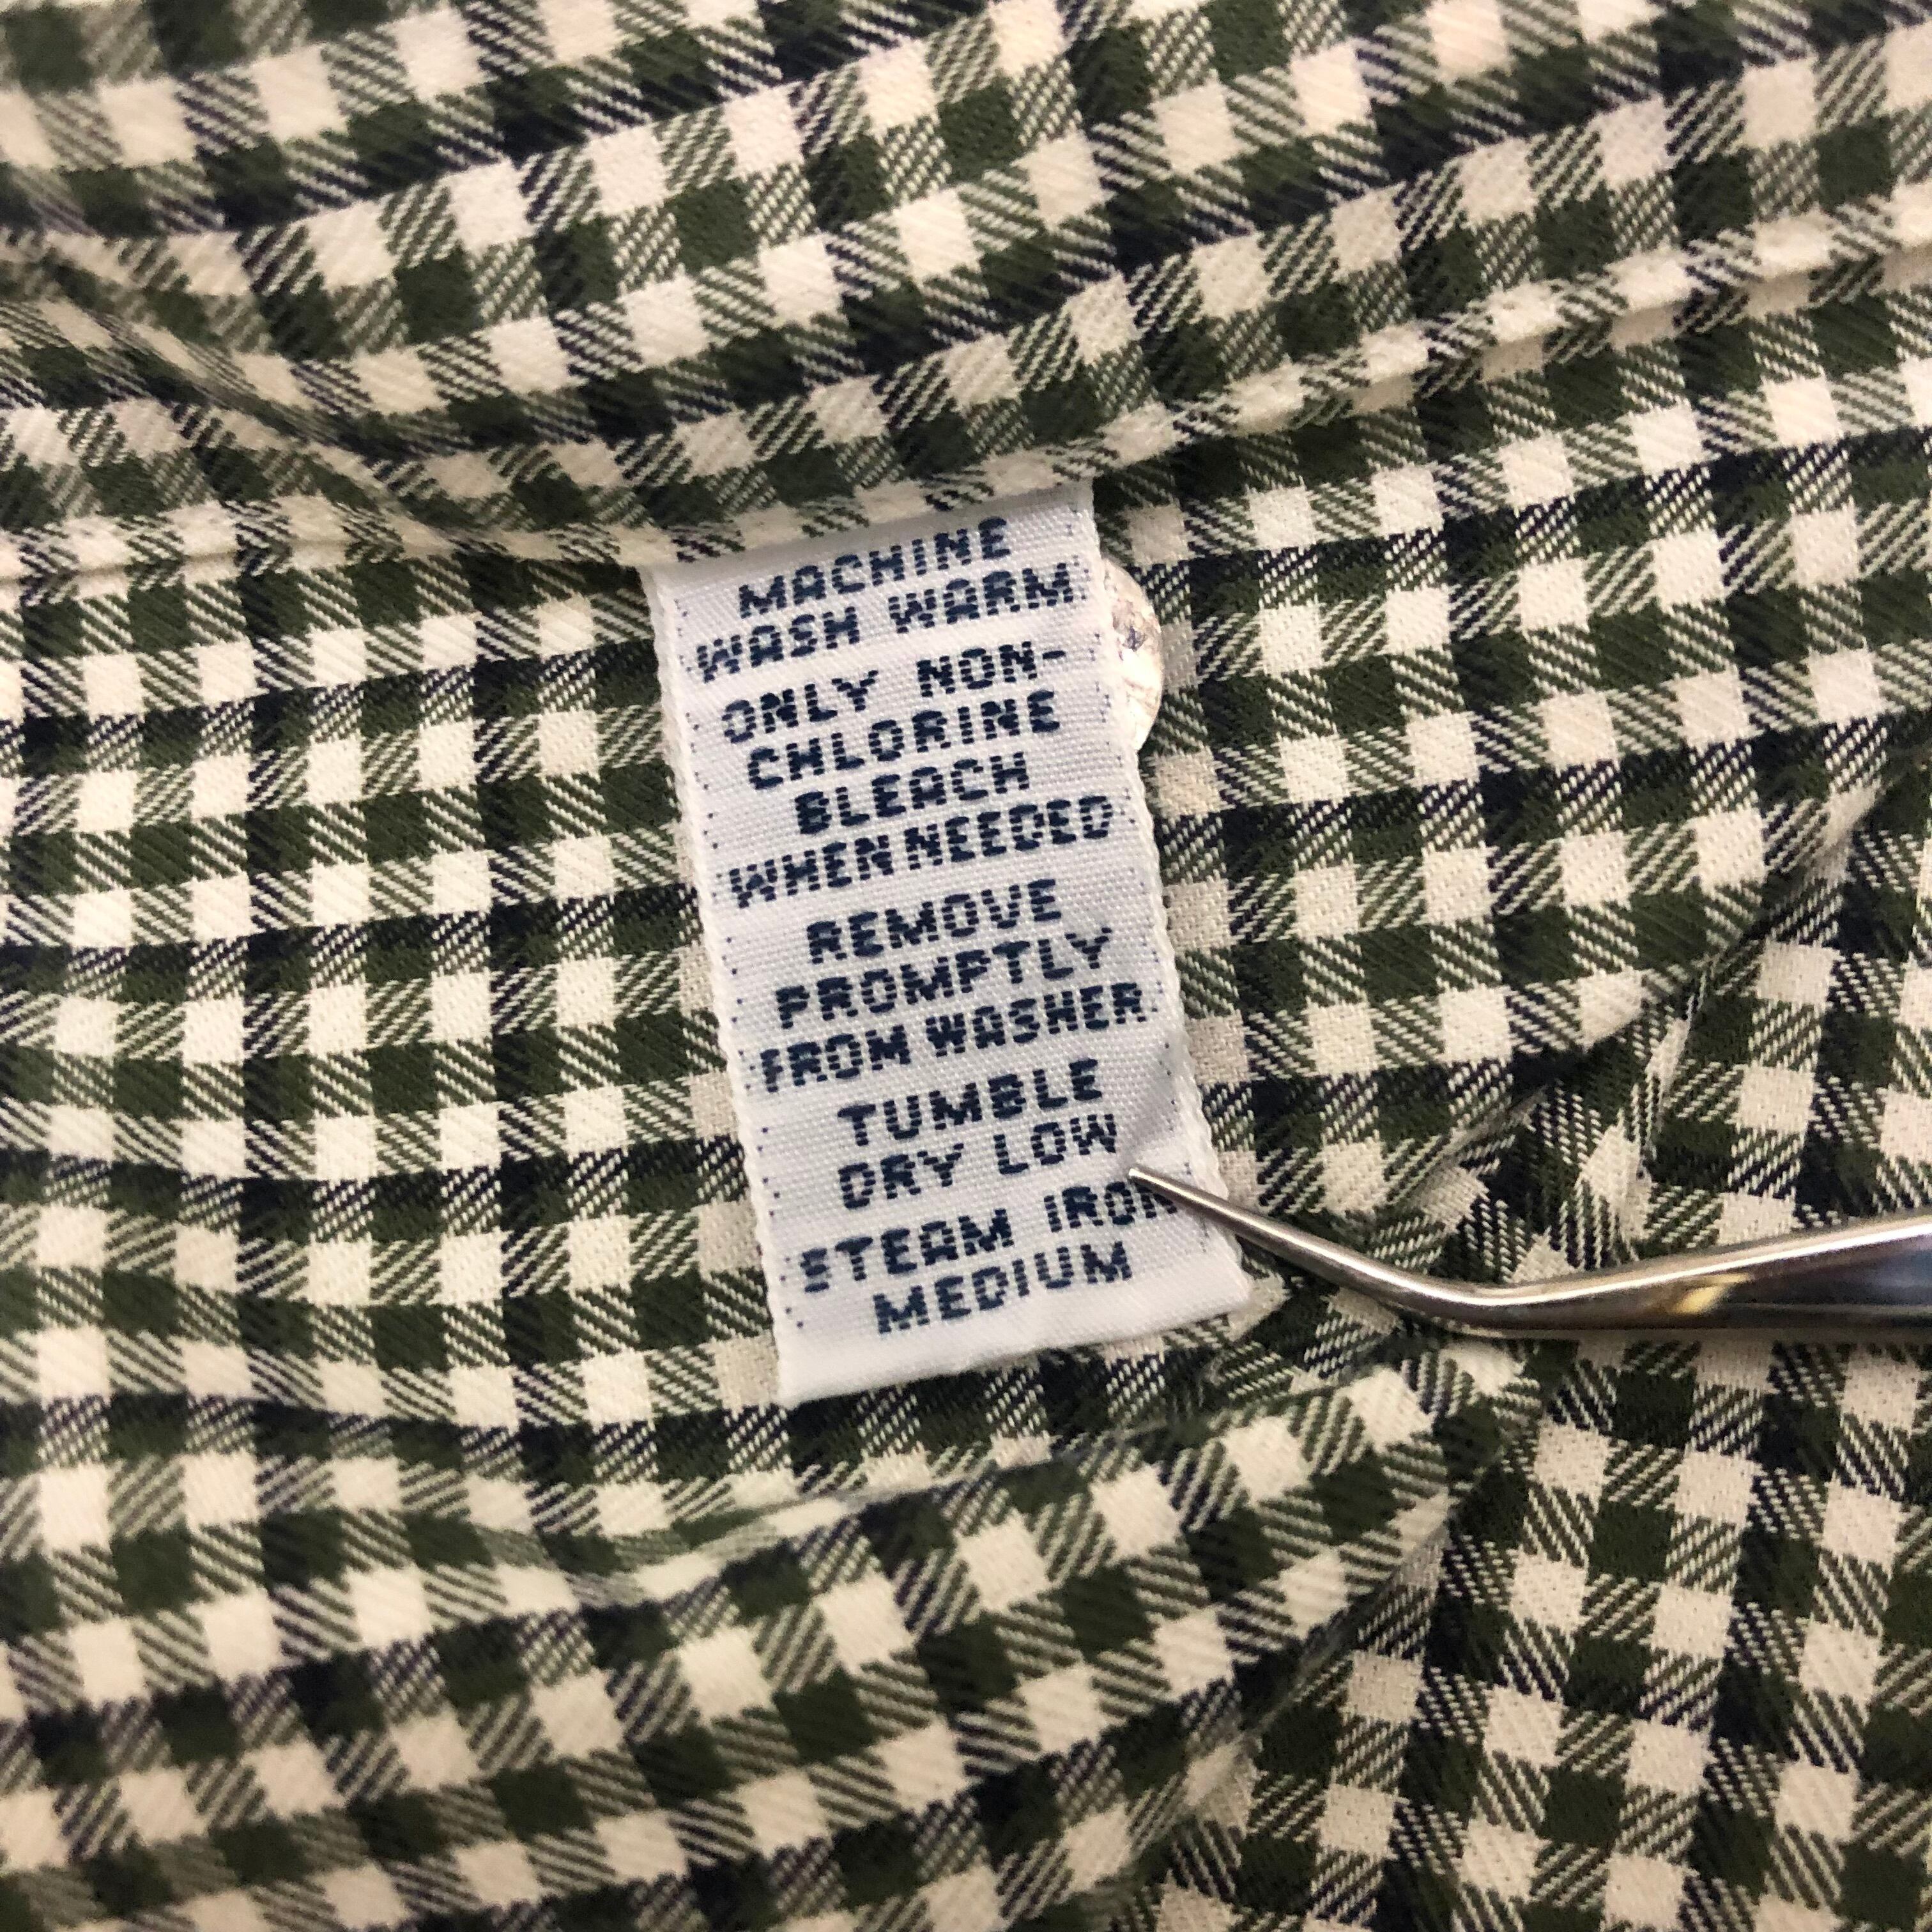 MACHINE
WASH WARM
ONLY NON-
CHLORINE
BLEACH
WHEN NEEDED
REMOVE
PROMPTLY
FROM WASHER
TUMBLE
DRY LOW
STEAM IRON
MEDIUM